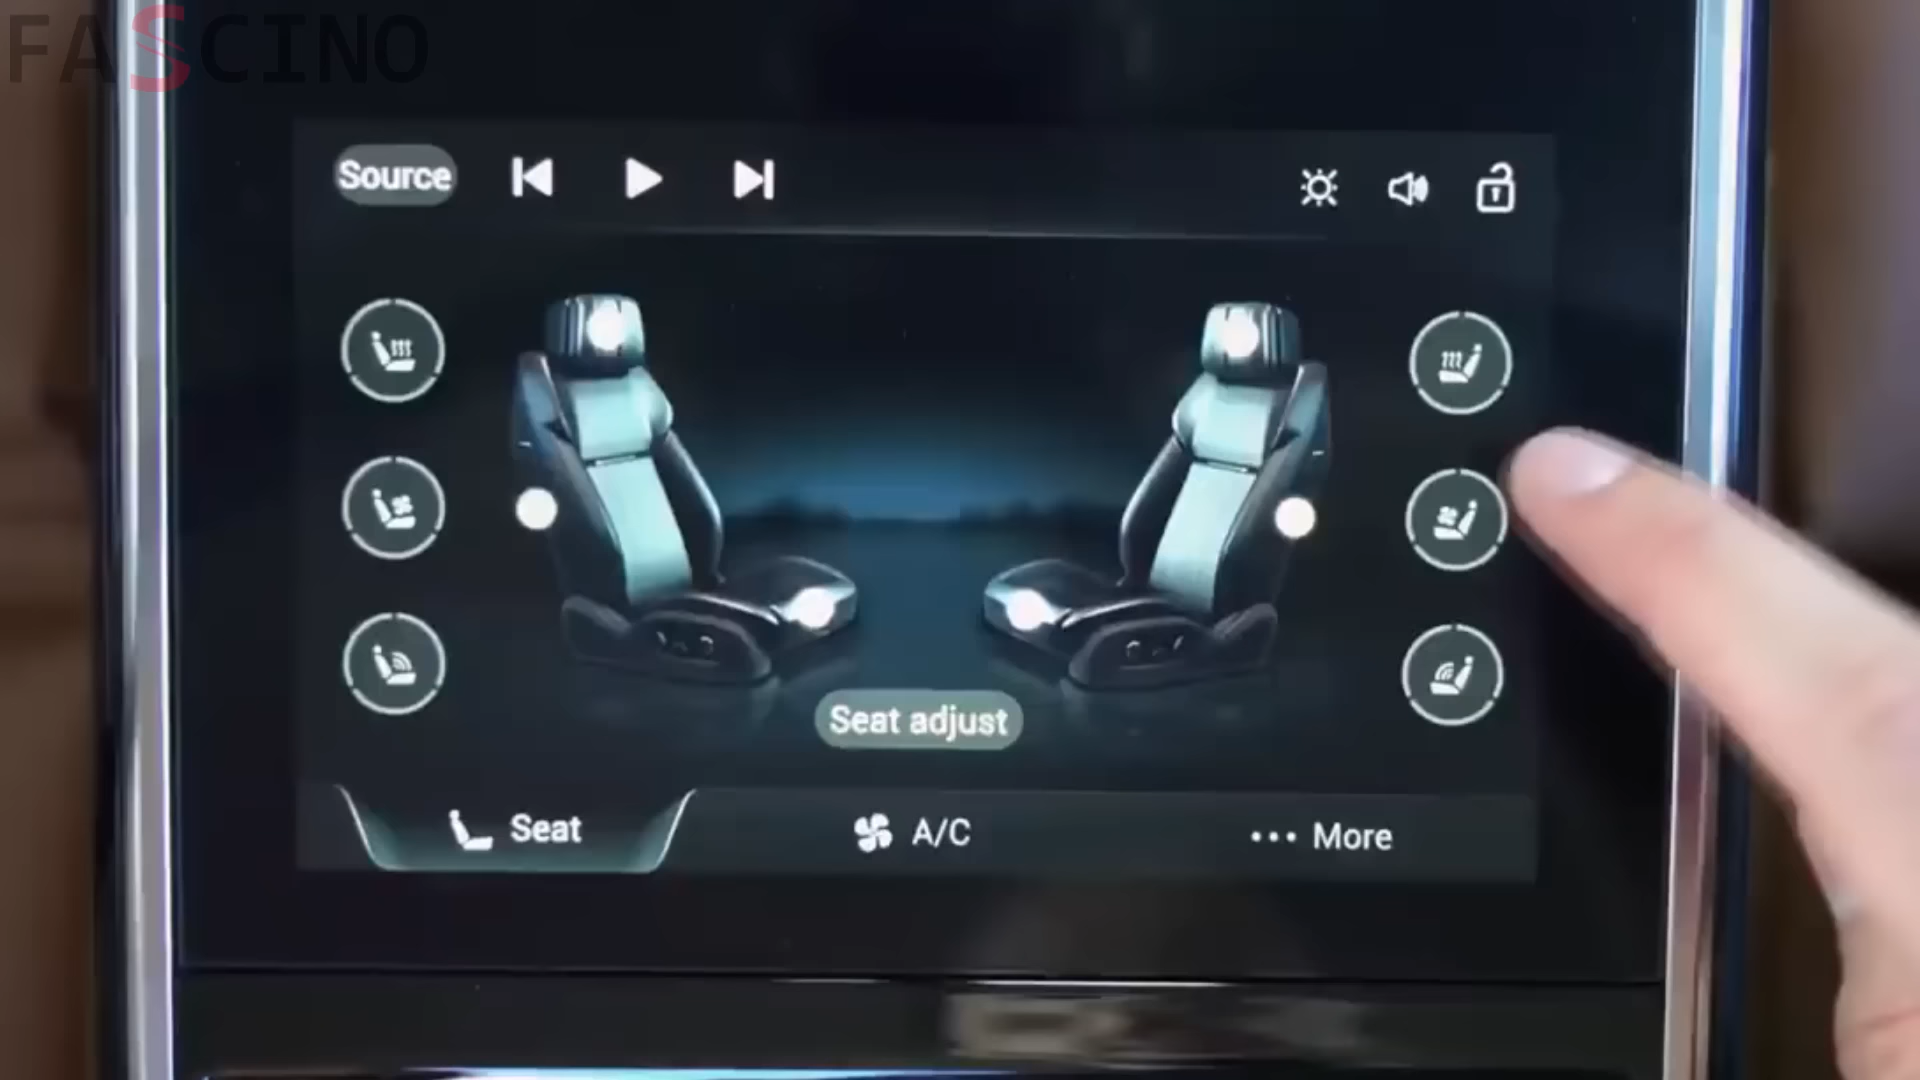 FASCINO
Source
Seat adjust
Seat
A/C
••• More